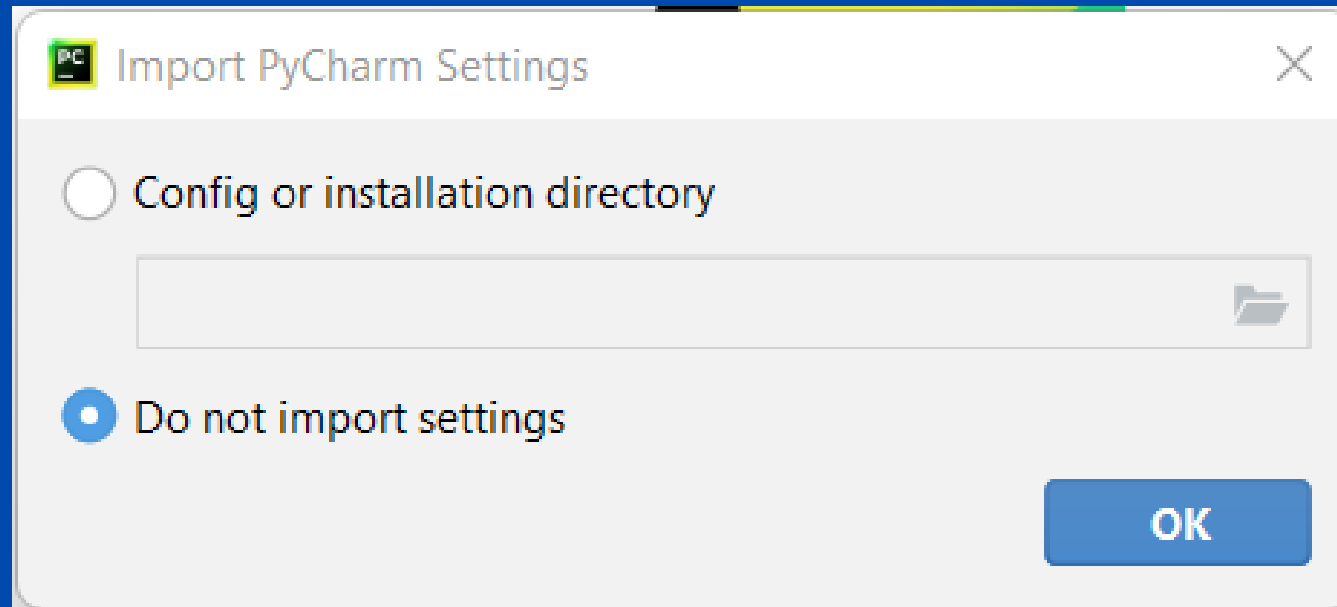 PC
Import PyCharm Settings
Config or installation directory
Do not import settings
OK